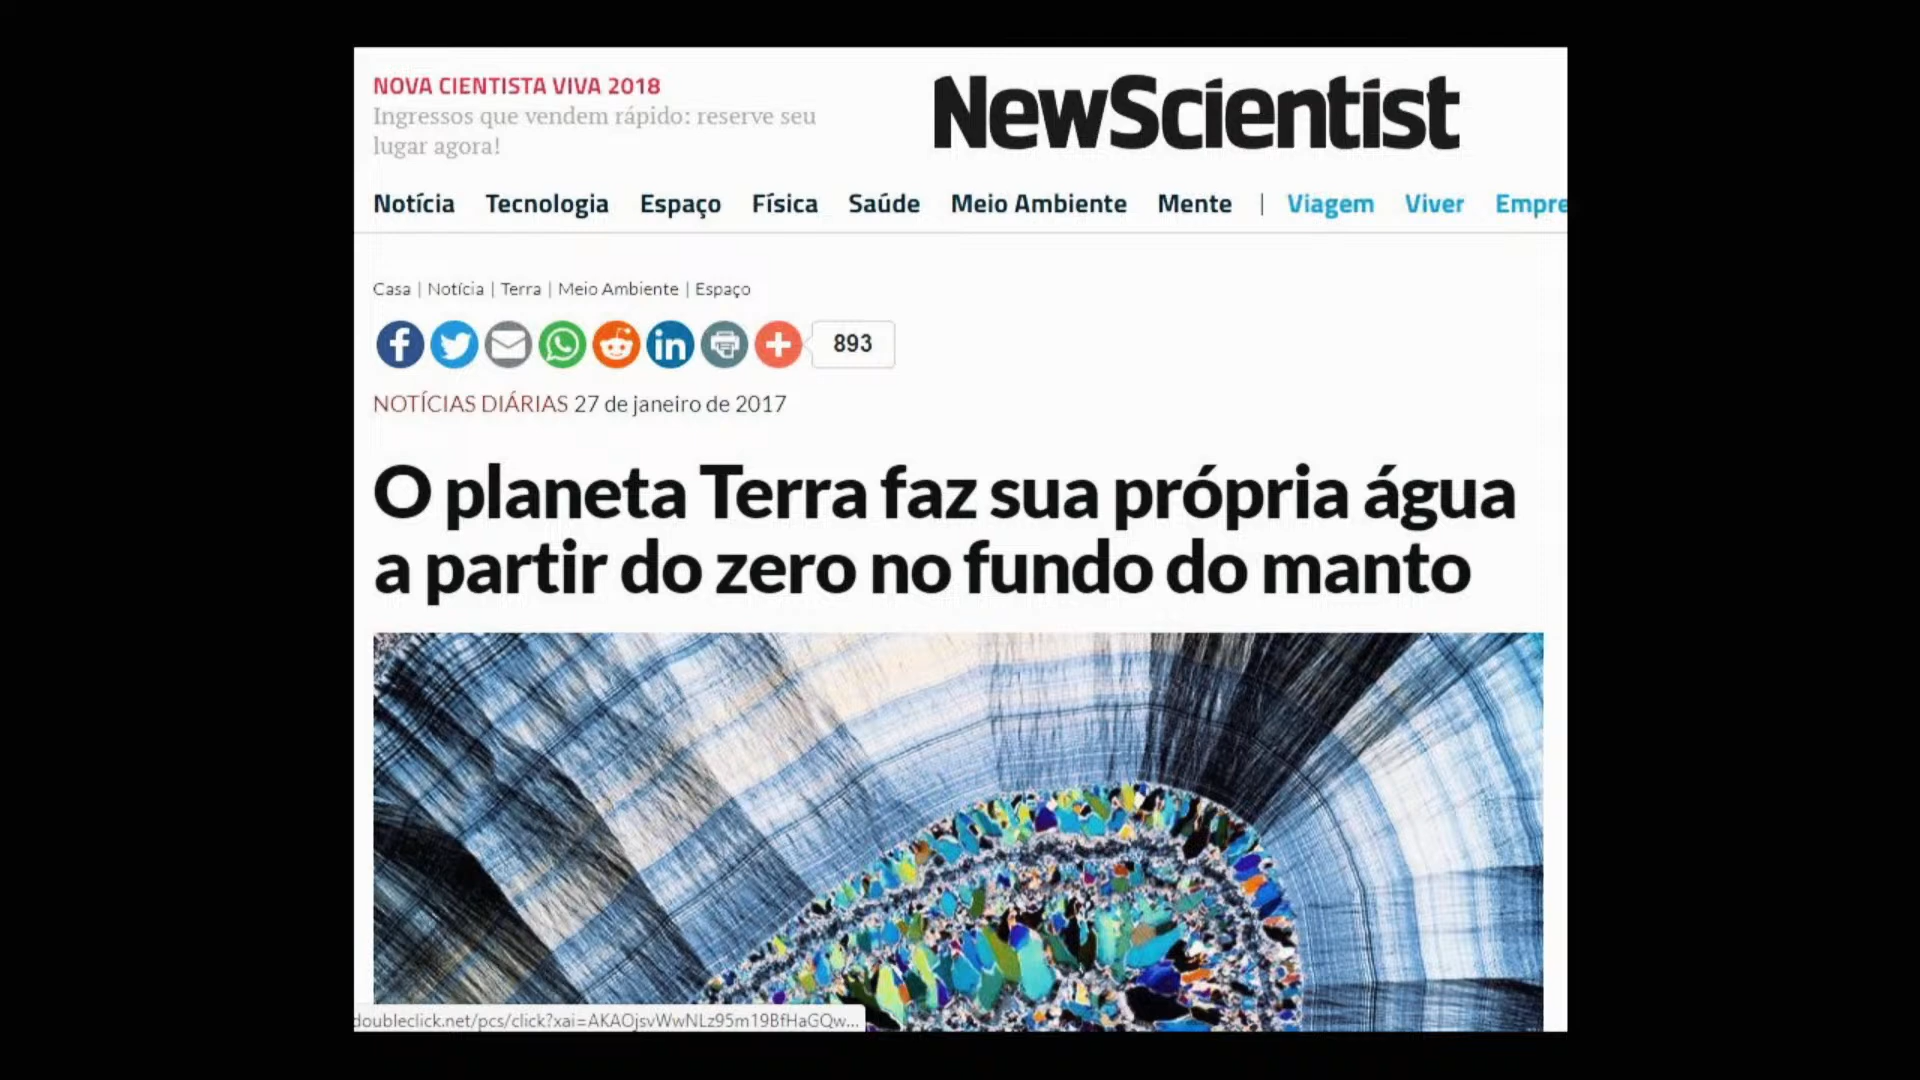 NOVA CIENTISTA VIVA 2018
Ingressos que vendem rápido: reserve seu
lugar agora!
NewScientist
Notícia Tecnologia Espaço Física Saúde Meio Ambiente Mente | Viagem Viver Empre
Casa | Notícia | Terra | Meio Ambiente | Espaço
893
NOTÍCIAS DIÁRIAS 27 de janeiro de 2017
O planeta Terra faz sua própria água
a partir do zero no fundo do manto
doubleclick.net/pcs/click?xai=AKAOjsvWwNLz95m19BfHaGQw...